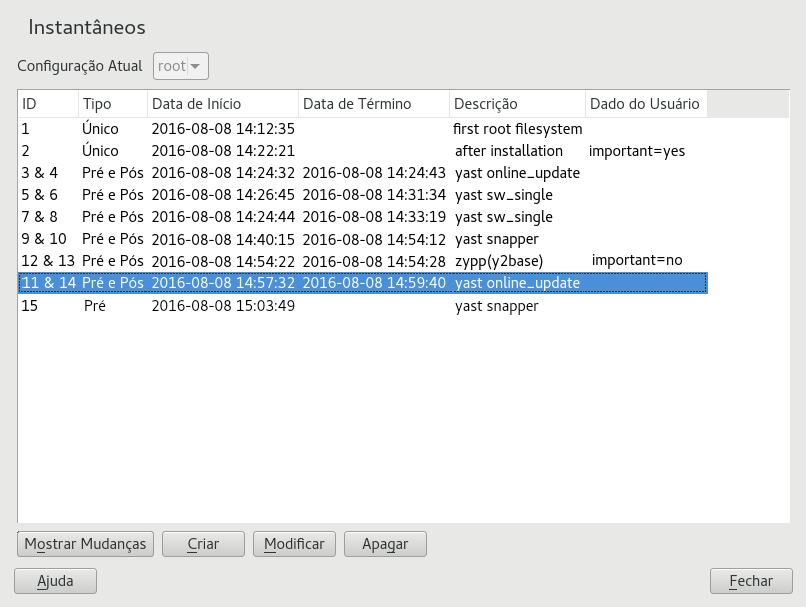 Instantâneos
Configuração Atual root
ID Tipo Data de Início Data de Término Descrição Dado do Usuário
1 Único 2016-08-08 14:12:35 first root filesystem
2 Único 2016-08-08 14:22:21 after installation important=yes
3 & 4 Pré e Pós 2016-08-08 14:24:32 2016-08-08 14:24:43 yast online_update
5 & 6 Pré e Pós 2016-08-08 14:26:45 2016-08-08 14:31:34 yast sw_single
7 & 8 Pré e Pós 2016-08-08 14:24:44 2016-08-08 14:33:19 yast sw_single
9 & 10 Pré e Pós 2016-08-08 14:40:15 2016-08-08 14:54:12 yast snapper
12 & 13 Pré e Pós 2016-08-08 14:54:22 2016-08-08 14:54:28 zypp(y2base) important=no
11 & 14 Pré e Pós 2016-08-08 14:57:32 2016-08-08 14:59:40 yast online_update
15 Pré 2016-08-08 15:03:49 yast snapper
Mostrar Mudanças Criar Modificar Apagar
Ajuda Fechar